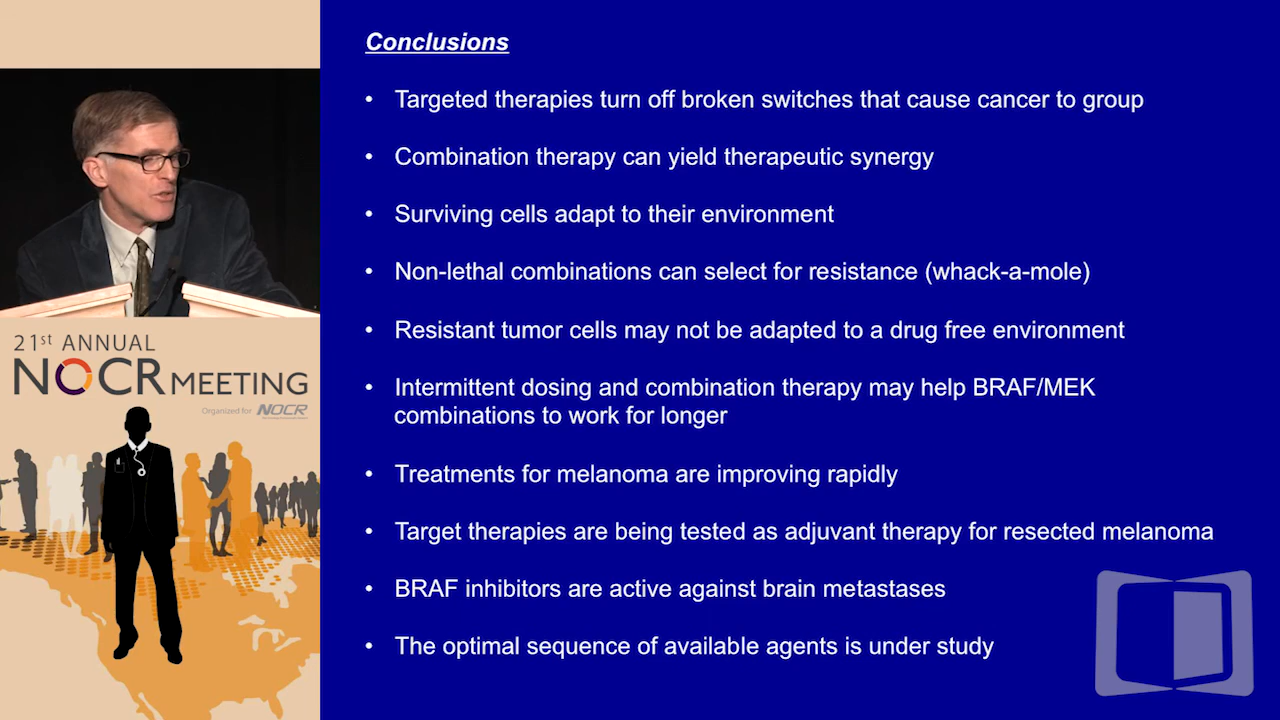 Conclusions
• Targeted therapies turn off broken switches that cause cancer to group
• Combination therapy can yield therapeutic synergy
• Surviving cells adapt to their environment
• Non-lethal combinations can select for resistance (whack-a-mole)
• Resistant tumor cells may not be adapted to a drug free environment
• Intermittent dosing and combination therapy may help BRAF/MEK
combinations to work for longer
• Treatments for melanoma are improving rapidly
• Target therapies are being tested as adjuvant therapy for resected melanoma
• BRAF inhibitors are active against brain metastases
• The optimal sequence of available agents is under study
21st ANNUAL
NOCR MEETING
Organized for NOCR